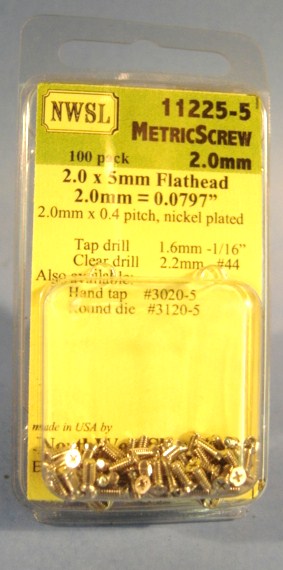 NWSL
11225-5
MetricScrew
100 pack 2.0mm
2.0 x 5mm Flathead
2.0mm = 0.0797”
2.0mm x 0.4 pitch, nickel plated
Tap drill 1.6mm -1/16”
Clear drill 2.2mm #44
Also available:
Hand tap #3020-5
Round die #3120-5
made in USA by